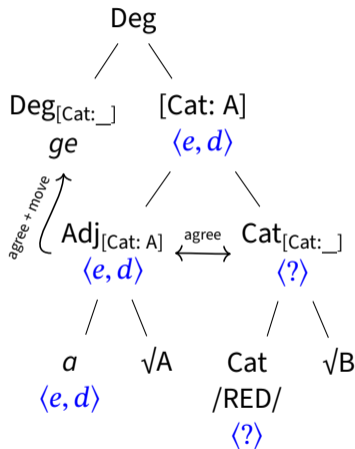 Deg
Deg[Cat:_] [Cat: A]
ge ⟨e, d⟩
agree + move
Adj[Cat: A] agree Cat[Cat:_]
⟨e, d⟩ ⟨?⟩
a √A Cat √B
⟨e, d⟩ /RED/
⟨?⟩